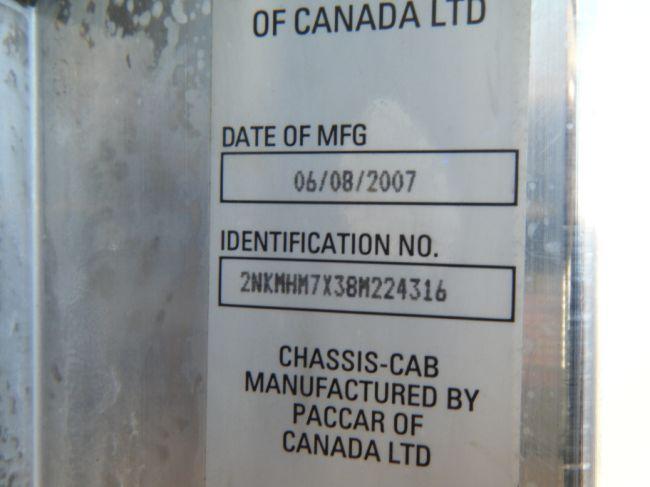 OF CANADA LTD
DATE OF MFG
06/08/2007
IDENTIFICATION NO.
2NKMHM7X38M224316
CHASSIS-CAB
MANUFACTURED BY
PACCAR OF
CANADA LTD